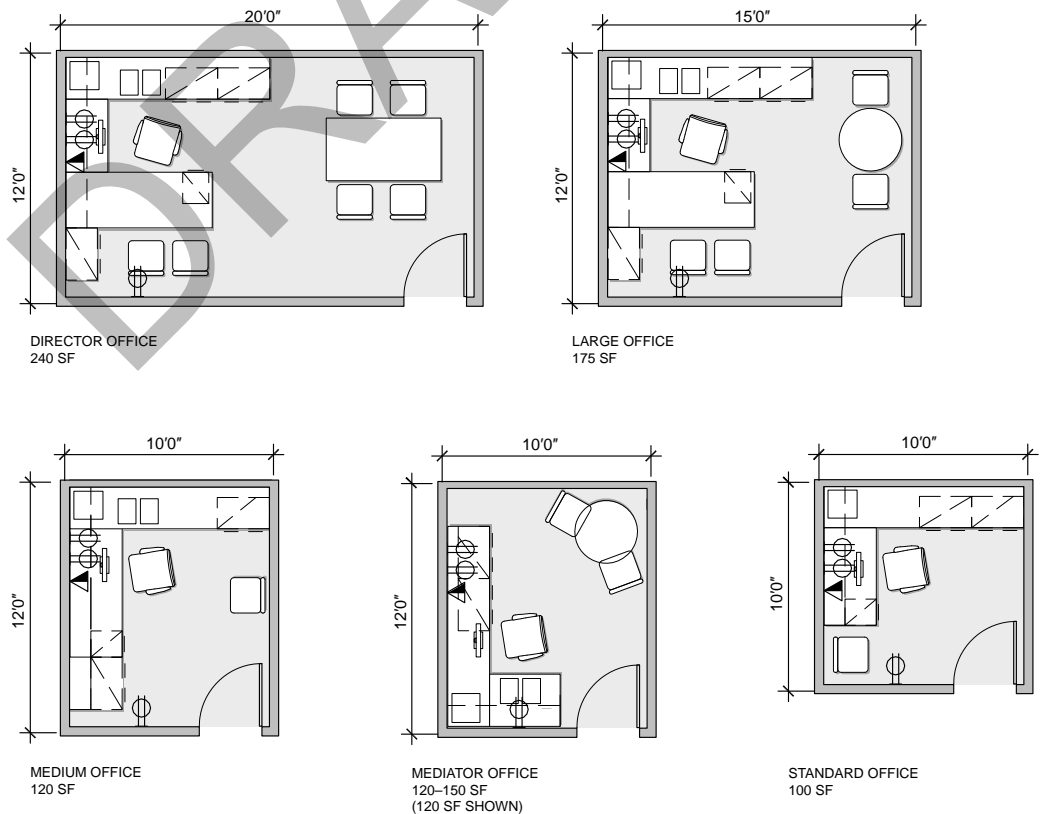 20'0"
15'0"
12'0"
12'0"
DIRECTOR OFFICE
240 SF
LARGE OFFICE
175 SF
10'0"
10'0"
10'0"
12'0"
12'0"
10'0"
MEDIUM OFFICE
120 SF
MEDIATOR OFFICE
120–150 SF
(120 SF SHOWN)
STANDARD OFFICE
100 SF
DRA